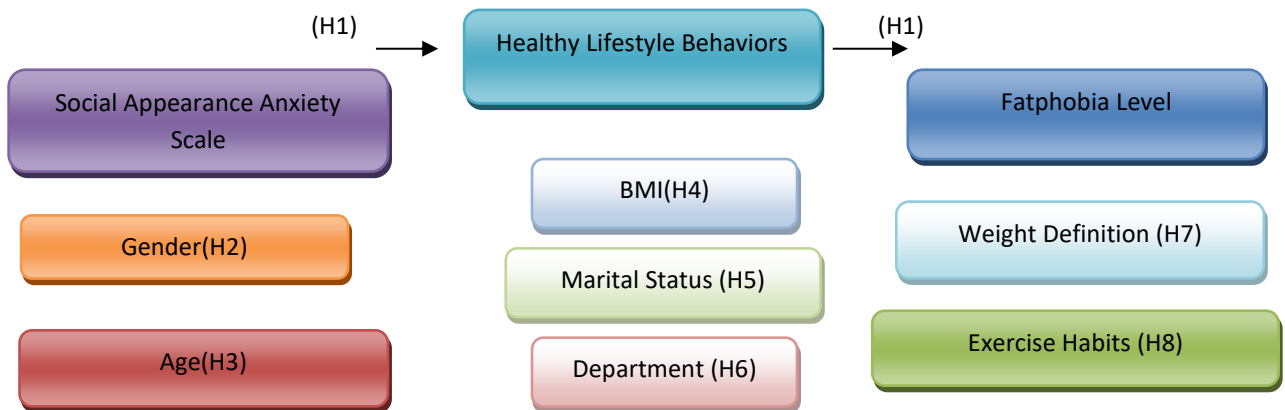 (H1)
Healthy Lifestyle Behaviors
(H1)
Social Appearance Anxiety
Scale
Fatphobia Level
BMI(H4)
Gender(H2)
Weight Definition (H7)
Marital Status (H5)
Age(H3)
Department (H6)
Exercise Habits (H8)